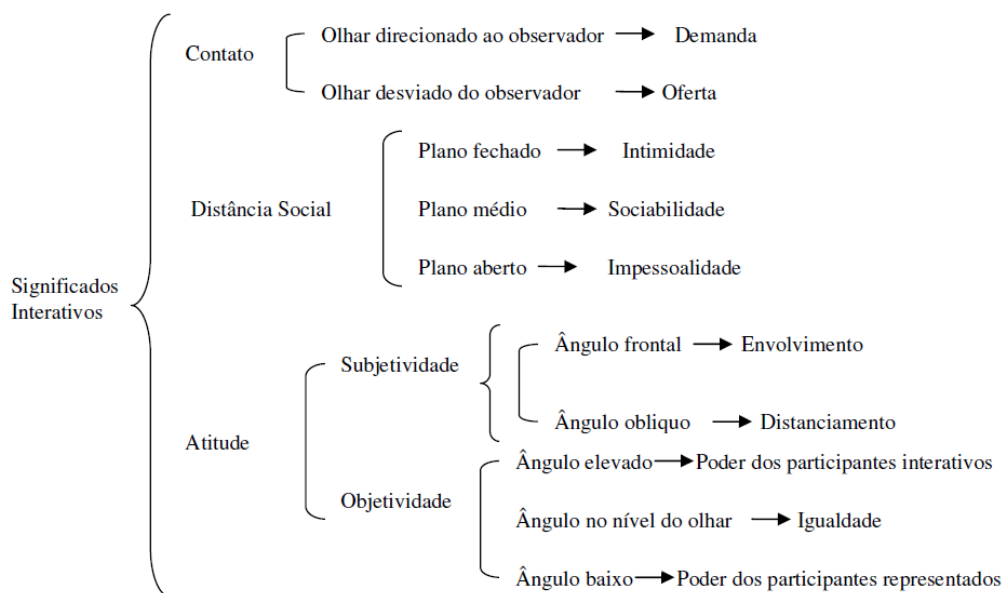 Contato
Olhar direcionado ao observador
Demanda
Olhar desviado do observador
Oferta
Distância Social
Plano fechado
Intimidade
Plano médio
Sociabilidade
Plano aberto
Impessoalidade
Significados
Interativos
Atitude
Subjetividade
Ângulo frontal
Envolvimento
Ângulo obliquo
Distanciamento
Objetividade
Ângulo elevado
Poder dos participantes interativos
Ângulo no nível do olhar
Igualdade
Ângulo baixo
Poder dos participantes representados